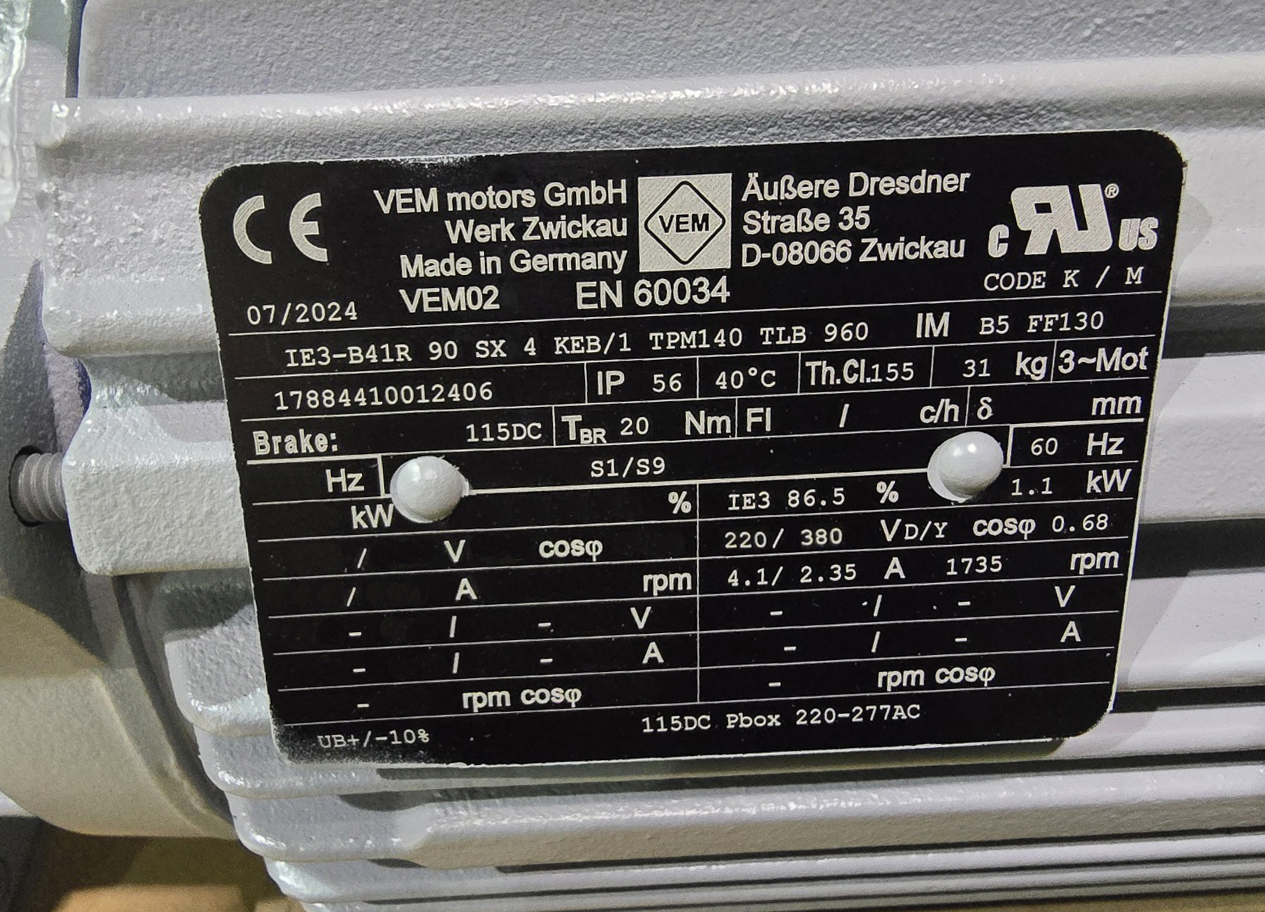 CE
VEM motors GmbH
Werk Zwickau
Made in Germany
VEM
Äußere Dresdner
Straße 35
D-08066 Zwickau
c RU® US
CODE K / M
07/2024 VEM02 EN 60034
IE3-B41R 90 SX 4 KEB/1 TPM140 TLB 960 IM B5 FF130
17884410012406 IP 56 40°C Th.Cl.155 31 kg 3~Mot
Brake: 115DC TBR 20 Nm FI / c/h δ mm
Hz S1/S9 60 Hz
kW % IE3 86.5 % 1.1 kW
/ V cosφ 220/ 380 V D/Y cosφ 0.68
/ A rpm 4.1/ 2.35 A 1735 rpm
- / - V - / - V
- / - A - / - A
- rpm cosφ - rpm cosφ
UB+/-10% 115DC Pbox 220-277AC